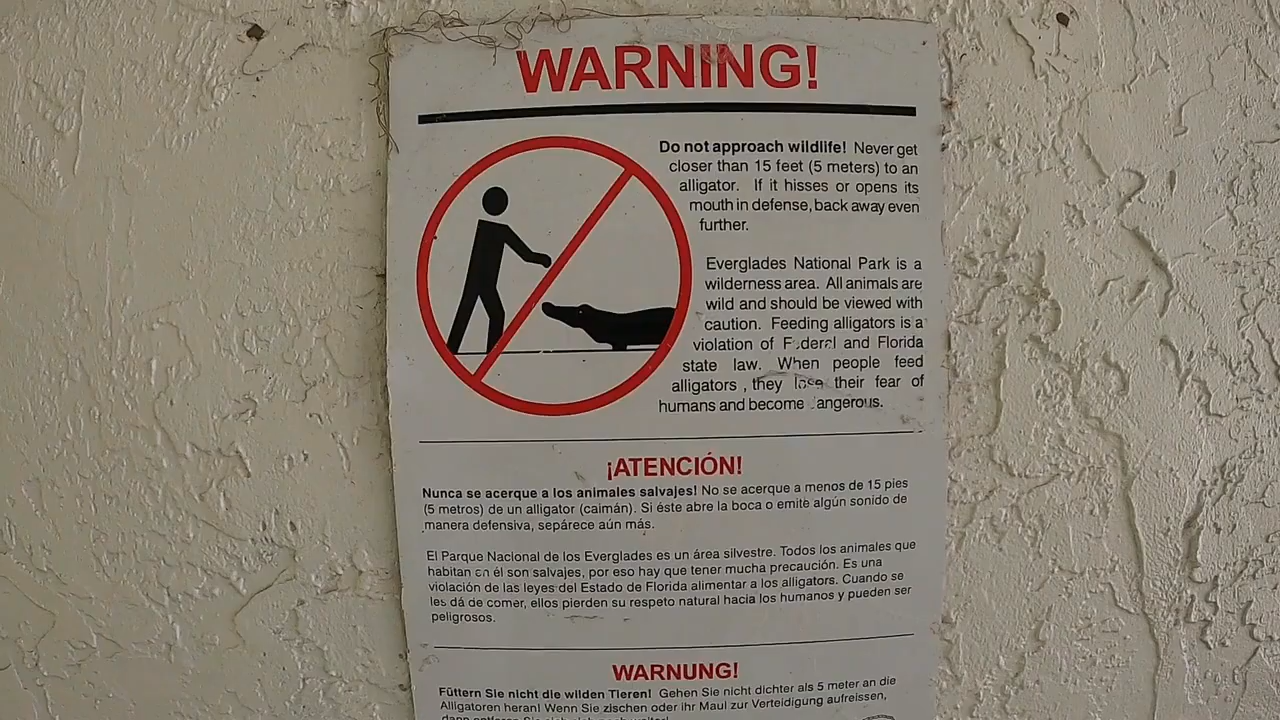 WARNING!
Do not approach wildlife! Never get
closer than 15 feet (5 meters) to an
alligator. If it hisses or opens its
mouth in defense, back away even
further.
Everglades National Park is a
wilderness area. All animals are
wild and should be viewed with
caution. Feeding alligators is a
violation of Federal and Florida
state law. When people feed
alligators , they lose their fear of
humans and become angerous.
¡ATENCIÓN!
Nunca se acerque a los animales salvajes! No se acerque a menos de 15 pies
(5 metros) de un alligator (caimán). Si éste abre la boca o emite algún sonido de
manera defensiva, sepárece aún más.
El Parque Nacional de los Everglades es un área silvestre. Todos los animales que
habitan en él son salvajes, por eso hay que tener mucha precaución. Es una
violación de las leyes del Estado de Florida alimentar a los alligators. Cuando se
les dá de comer, ellos pierden su respeto natural hacia los humanos y pueden ser
peligrosos.
WARNUNG!
Füttern Sie nicht die wilden Tieren! Gehen Sie nicht dichter als 5 meter an die
Alligatoren heran! Wenn Sie zischen oder ihr Maul zur Verteidigung aufreissen,